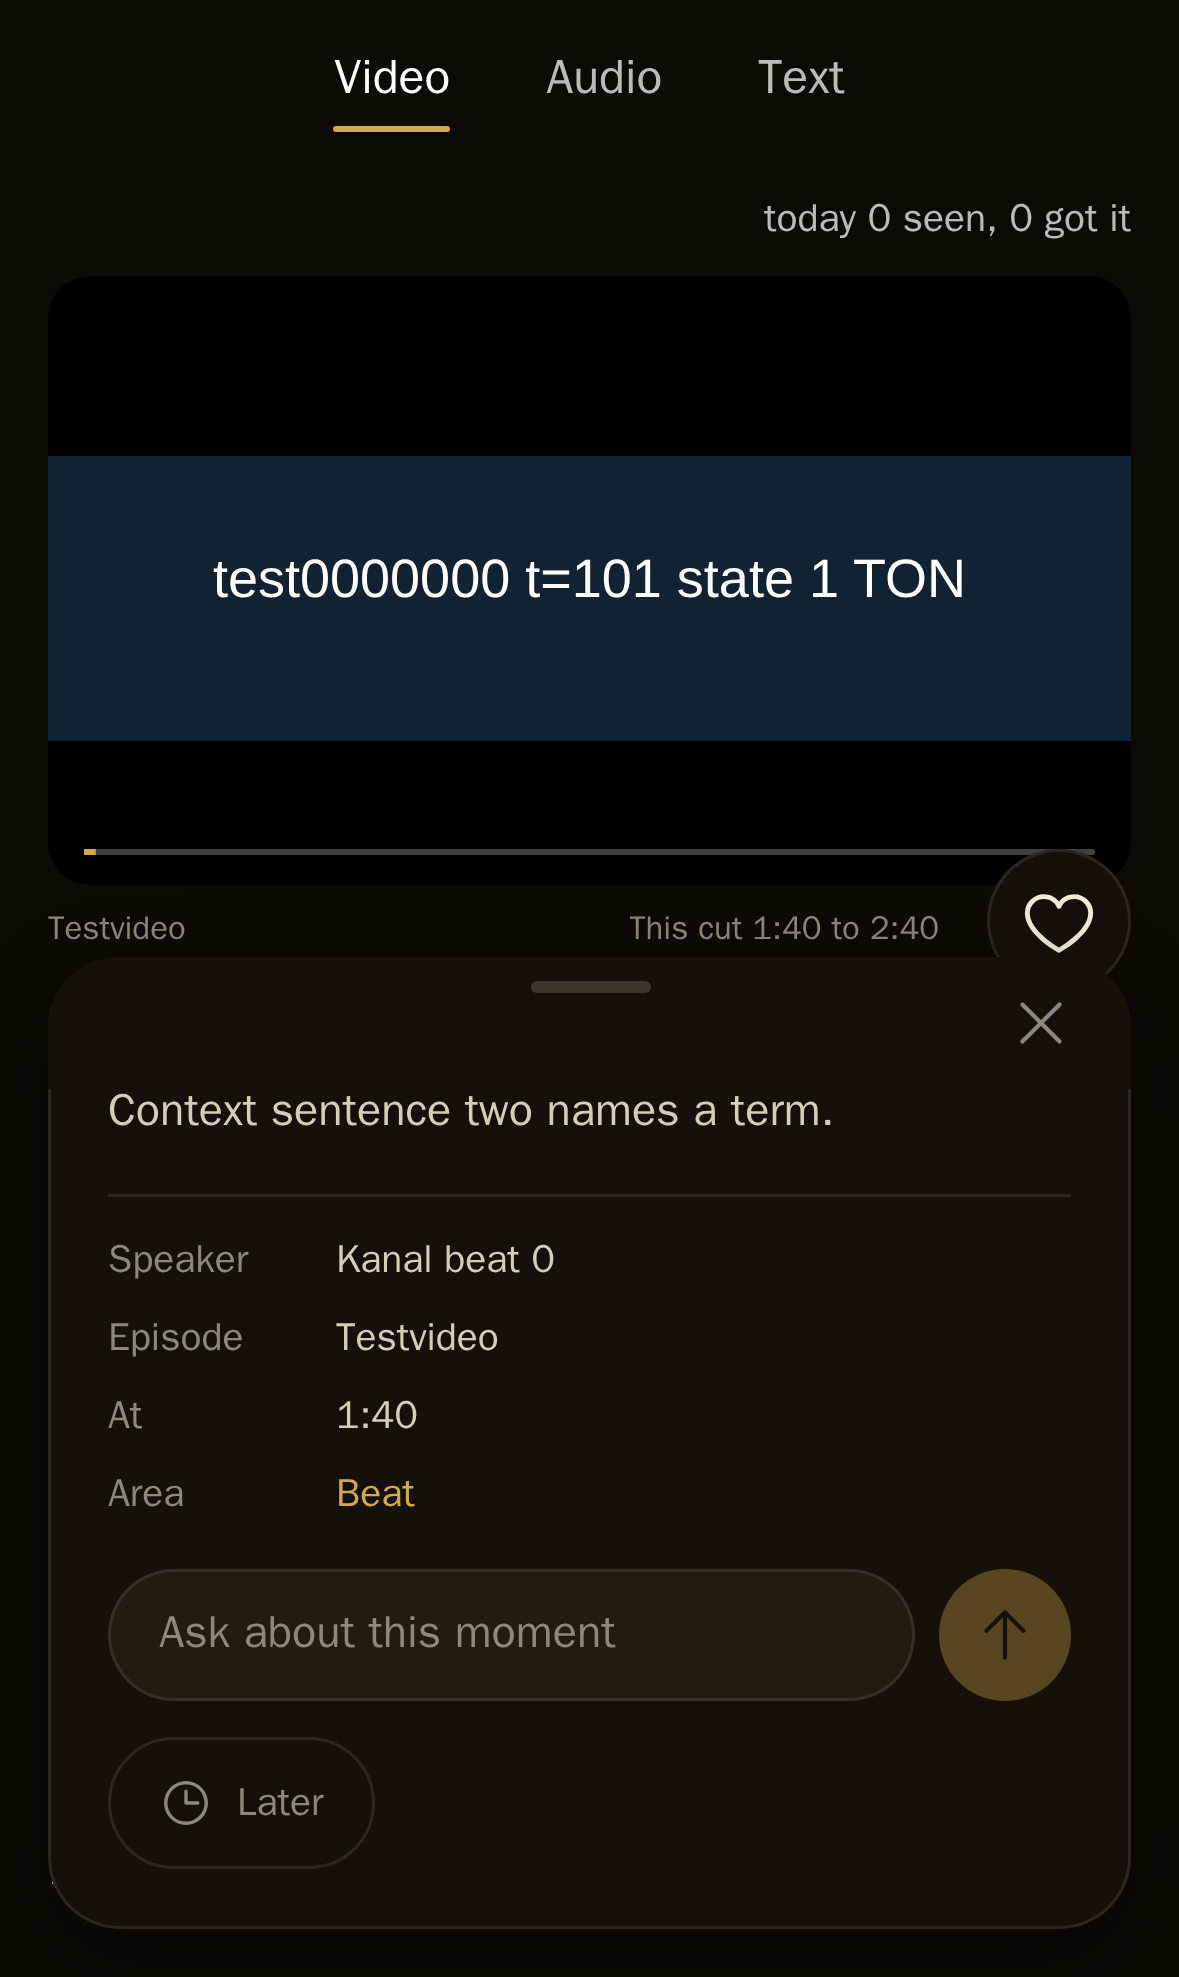 Video Audio Text
today 0 seen, 0 got it
test0000000 t=101 state 1 TON
Testvideo This cut 1:40 to 2:40
Context sentence two names a term.
Speaker Kanal beat 0
Episode Testvideo
At 1:40
Area Beat
Ask about this moment
Later